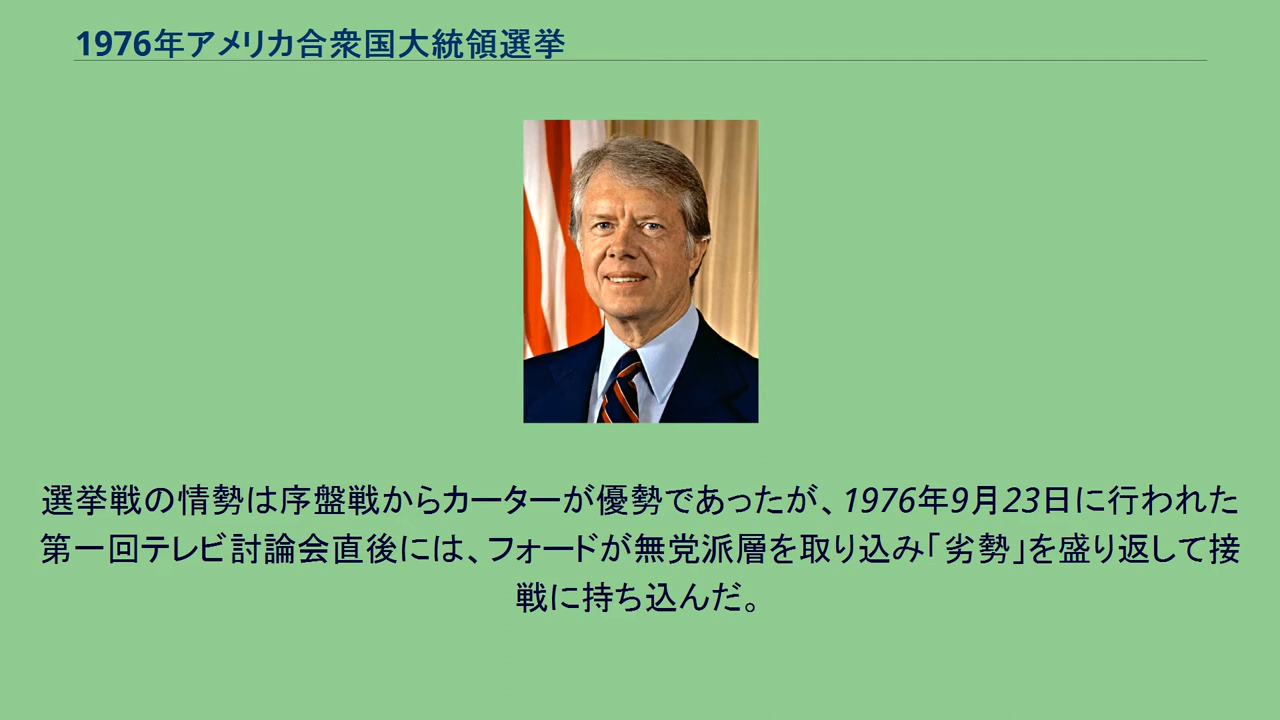 1976年アメリカ合衆国大統領選挙
選挙戦の情勢は序盤戦からカーターが優勢であったが、1976年9月23日に行われた
第一回テレビ討論会直後には、フォードが無党派層を取り込み「劣勢」を盛り返して接
戦に持ち込んだ。